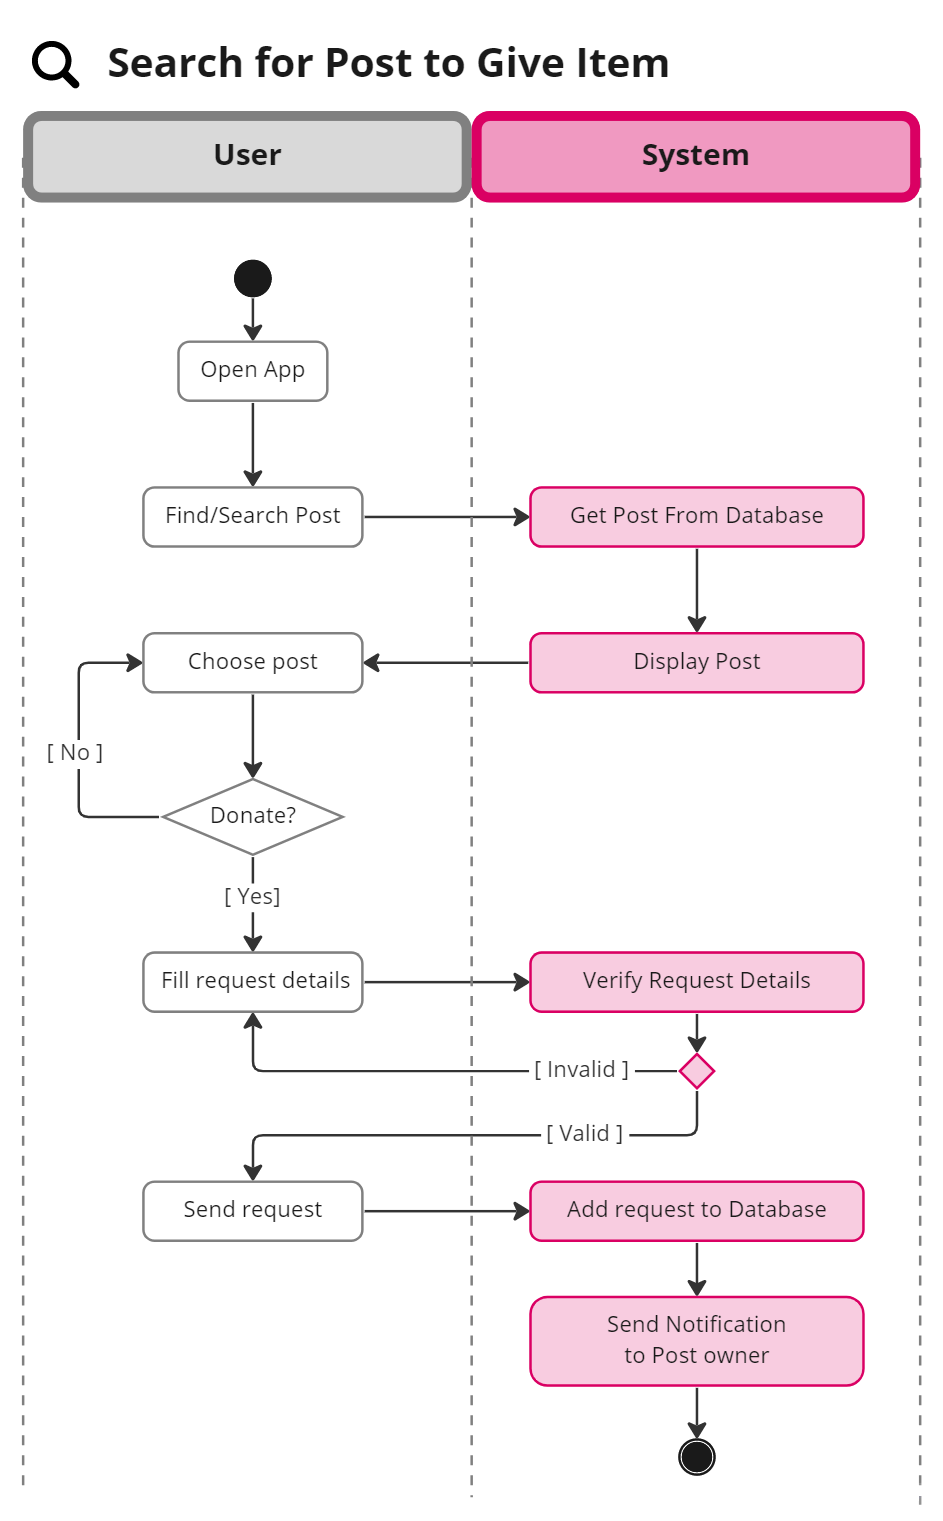 Search for Post to Give Item
User
System
Open App
Find/Search Post
Get Post From Database
Choose post
Display Post
[ No ]
Donate?
[ Yes]
Fill request details
Verify Request Details
[ Invalid ]
[ Valid ]
Send request
Add request to Database
Send Notification
to Post owner